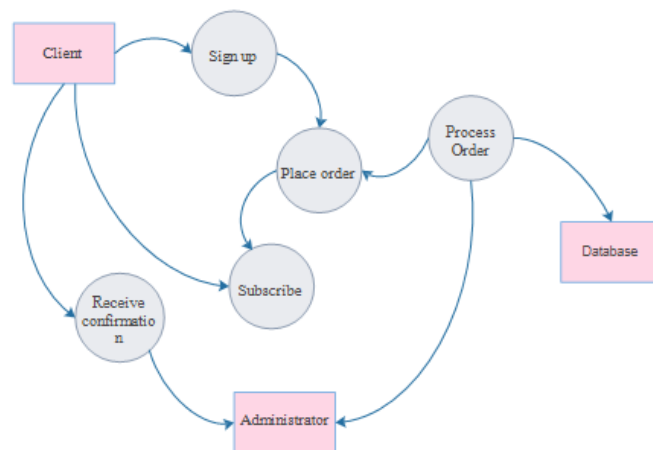 Client
Sign up
Process
Order
Place order
Database
Subscribe
Receive
confirmatio
n
Administrator